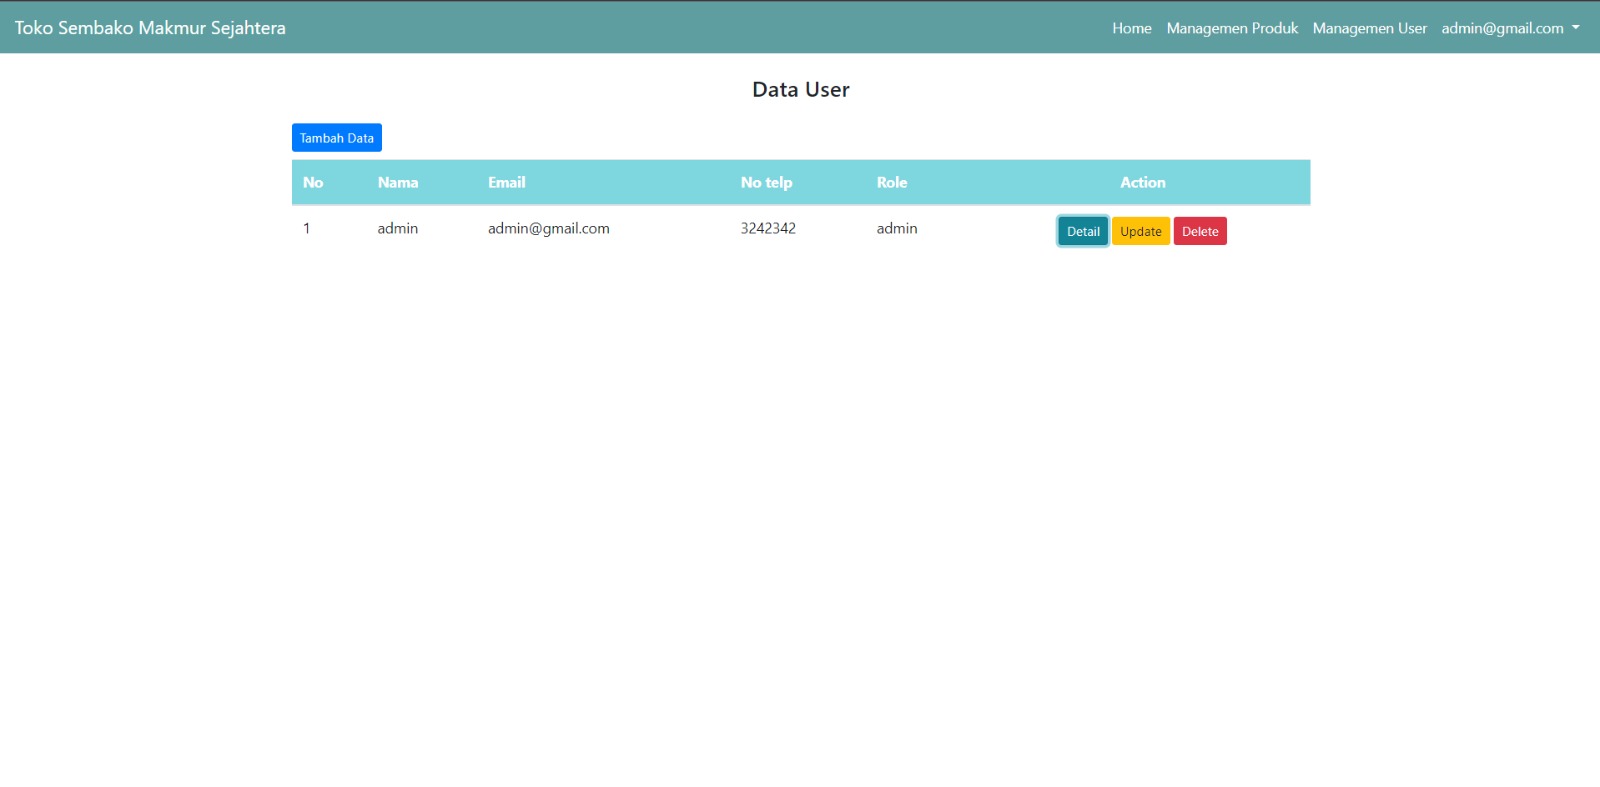 Toko Sembako Makmur Sejahtera Home Managemen Produk Managemen User admin@gmail.com
Data User
Tambah Data
No Nama Email No telp Role Action
1 admin admin@gmail.com 3242342 admin Detail Update Delete